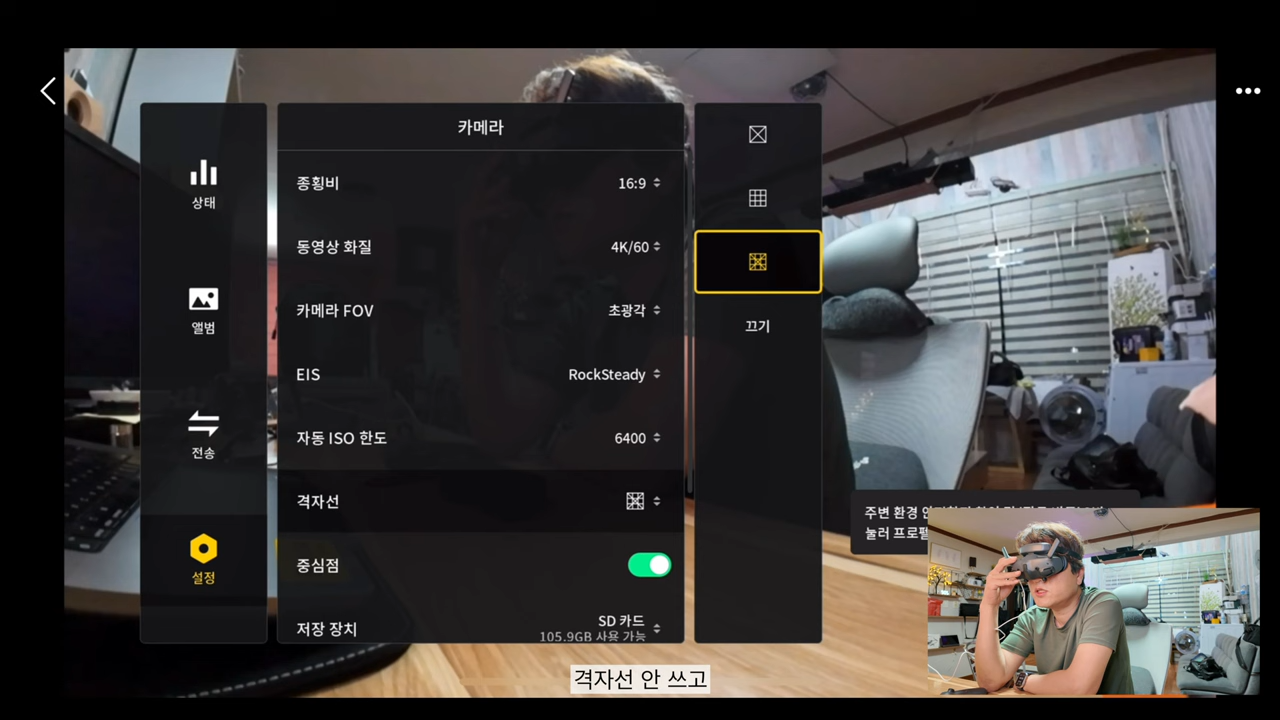 카메라
상태
앨범
전송
설정
종횡비 16:9
동영상 화질 4K/60
카메라 FOV 초광각
EIS RockSteady
자동 ISO 한도 6400
격자선
중심점
저장 장치 SD 카드
105.9GB 사용 가능
끄기
주변 환경
눌러 프로펠
격자선 안 쓰고